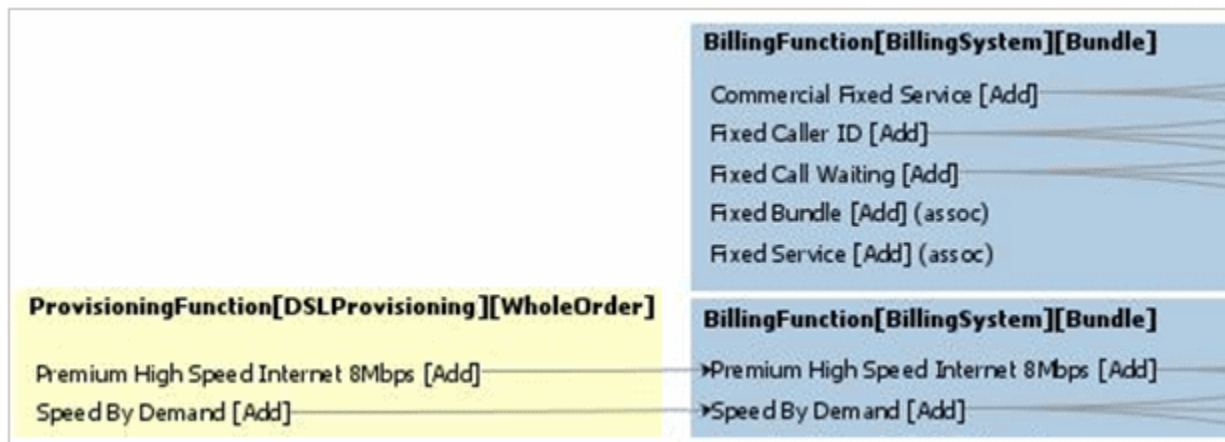 BillingFunction[BillingSystem][Bundle]
Commercial Fixed Service [Add]
Fixed Caller ID [Add]
Fixed Call Waiting [Add]
Fixed Bundle [Add] (assoc)
Fixed Service [Add] (assoc)
ProvisioningFunction[DSLProvisioning][WholeOrder]
Premium High Speed Internet 8Mbps [Add]
Speed By Demand [Add]
BillingFunction[BillingSystem][Bundle]
Premium High Speed Internet 8Mbps [Add]
Speed By Demand [Add]